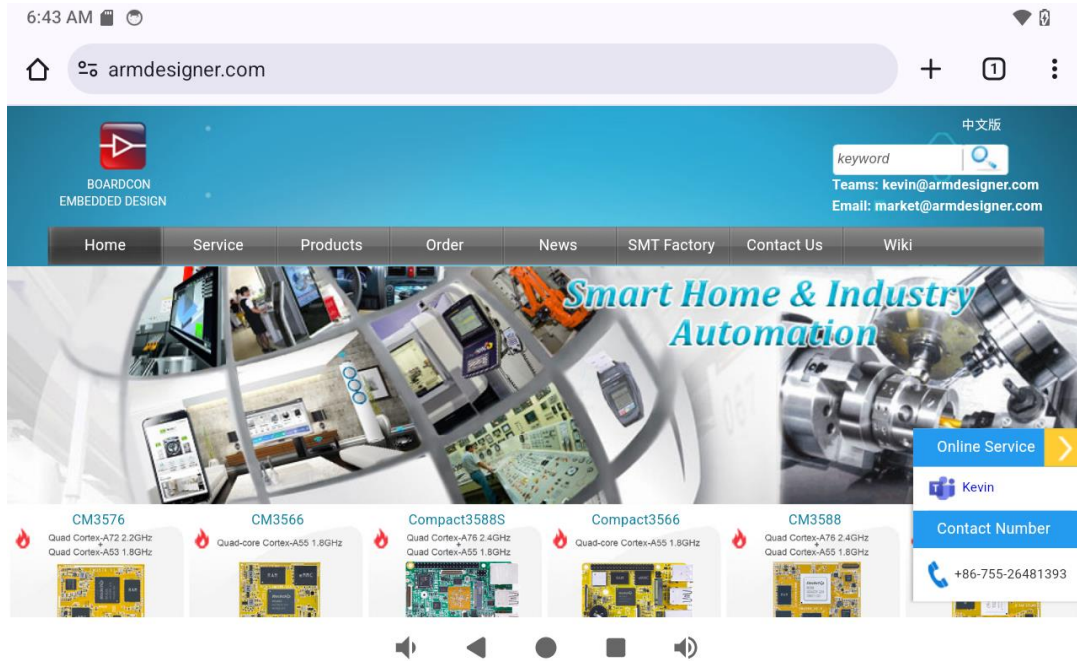 6:43 AM
armdesigner.com
1
中文版
keyword
BOARDCON
EMBEDDED DESIGN
Teams: kevin@armdesigner.com
Email: market@armdesigner.com
Home Service Products Order News SMT Factory Contact Us Wiki
Smart Home & Industry
Automation
Online Service
Kevin
Contact Number
+86-755-26481393
CM3576
Quad Cortex-A72 2.2GHz
+
Quad Cortex-A53 1.8GHz
CM3566
Quad-core Cortex-A55 1.8GHz
Compact3588S
Quad Cortex-A76 2.4GHz
+
Quad Cortex-A55 1.8GHz
Compact3566
Quad-core Cortex-A55 1.8GHz
CM3588
Quad Cortex-A76 2.4GHz
+
Quad Cortex-A55 1.8GHz